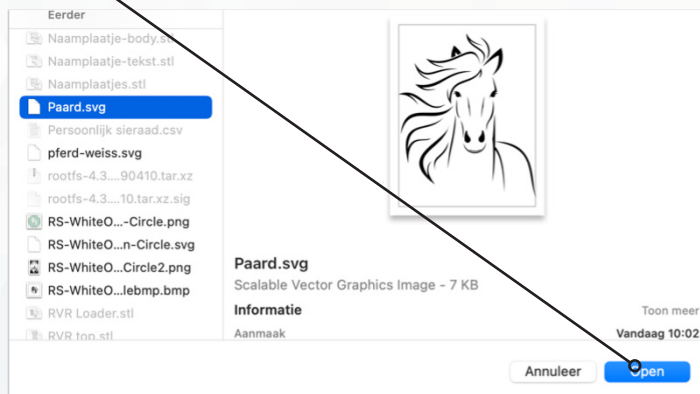 Eerder
Naamplaatje-body.stl
Naamplaatje-tekst.stl
Naamplaatjes.stl
Paard.svg
Persoonlijk sieraad.csv
pferd-weiss.svg
rootfs-4.3....90410.tar.xz
rootfs-4.3....10.tar.xz.sig
RS-WhiteO...-Circle.png
RS-WhiteO...n-Circle.svg
RS-WhiteO...Circle2.png
RS-WhiteO...lebmp.bmp
RVR Loader.stl
RVR top.stl
Paard.svg
Scalable Vector Graphics Image - 7 KB
Informatie
Toon meer
Aanmaak
Vandaag 10:02
Annuleer
Open